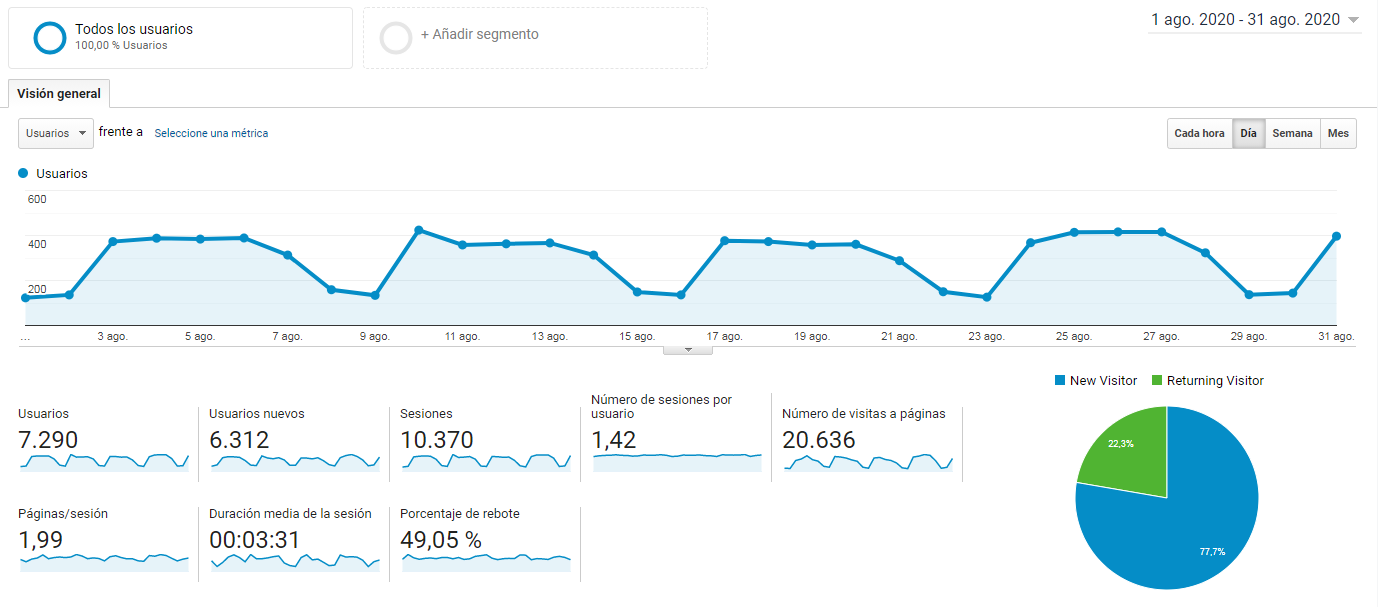 Todos los usuarios
100,00 % Usuarios
+ Añadir segmento
1 ago. 2020 - 31 ago. 2020
Visión general
Usuarios frente a Seleccione una métrica
Cada hora Día Semana Mes
Usuarios
600
400
200
... 3 ago. 5 ago. 7 ago. 9 ago. 11 ago. 13 ago. 15 ago. 17 ago. 19 ago. 21 ago. 23 ago. 25 ago. 27 ago. 29 ago. 31 ago.
New Visitor Returning Visitor
Usuarios
7.290
Usuarios nuevos
6.312
Sesiones
10.370
Número de sesiones por
usuario
1,42
Número de visitas a páginas
20.636
Páginas/sesión
1,99
Duración media de la sesión
00:03:31
Porcentaje de rebote
49,05 %
22,3%
77,7%